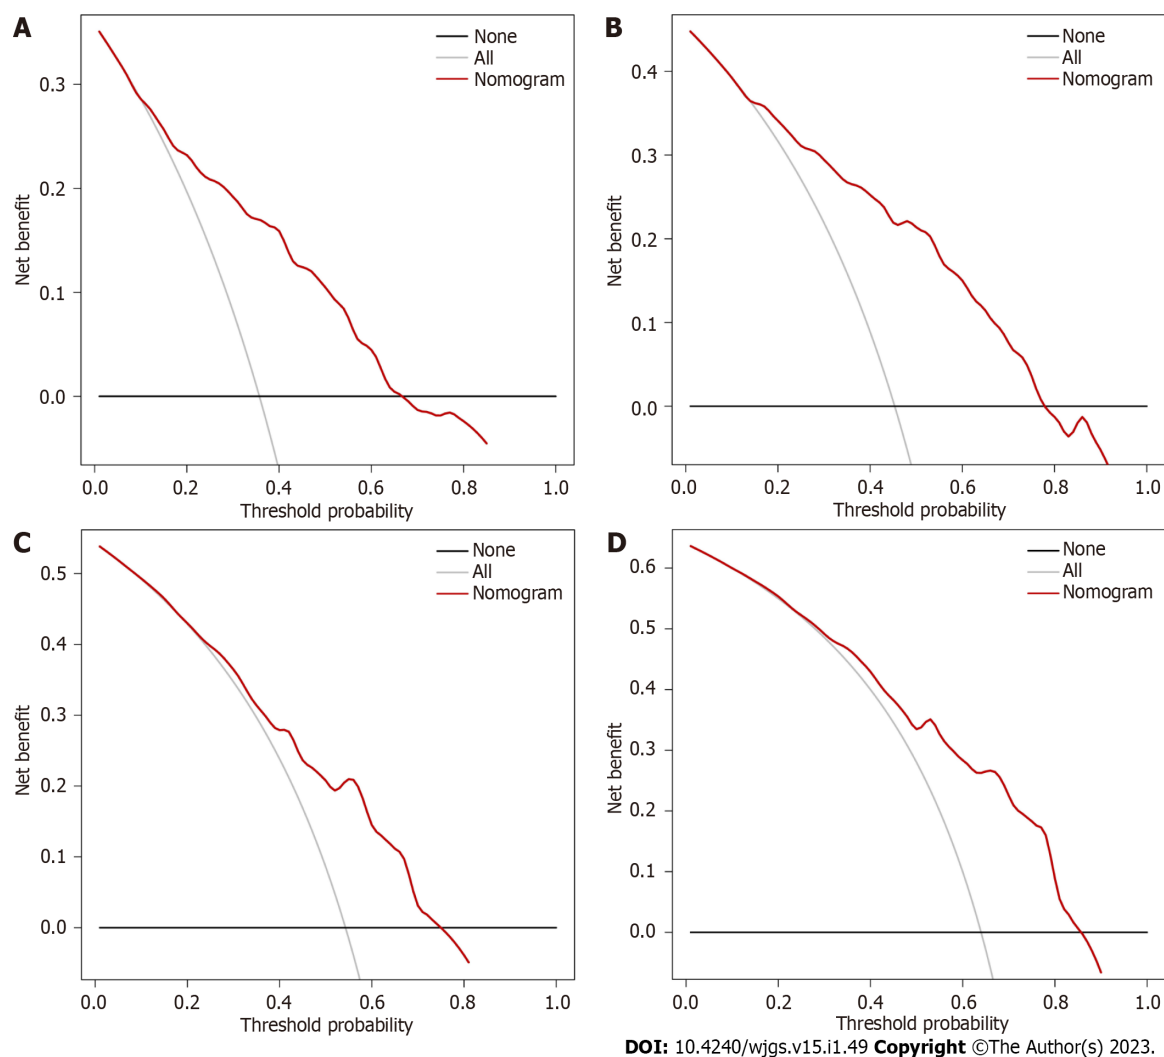 A
None
All
Nomogram
Net benefit
0.3
0.2
0.1
0.0
0.0 0.2 0.4 0.6 0.8 1.0
Threshold probability
B
None
All
Nomogram
Net benefit
0.4
0.3
0.2
0.1
0.0
0.0 0.2 0.4 0.6 0.8 1.0
Threshold probability
C
None
All
Nomogram
Net benefit
0.5
0.4
0.3
0.2
0.1
0.0
0.0 0.2 0.4 0.6 0.8 1.0
Threshold probability
D
None
All
Nomogram
Net benefit
0.6
0.5
0.4
0.3
0.2
0.1
0.0
0.0 0.2 0.4 0.6 0.8 1.0
Threshold probability
DOI: 10.4240/wjgs.v15.i1.49 Copyright ©The Author(s) 2023.